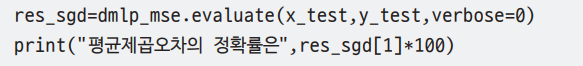 res_sgd=dmlp_mse.evaluate(x_test,y_test,verbose=0)
print("평균제곱오차의 정확률은",res_sgd[1]*100)